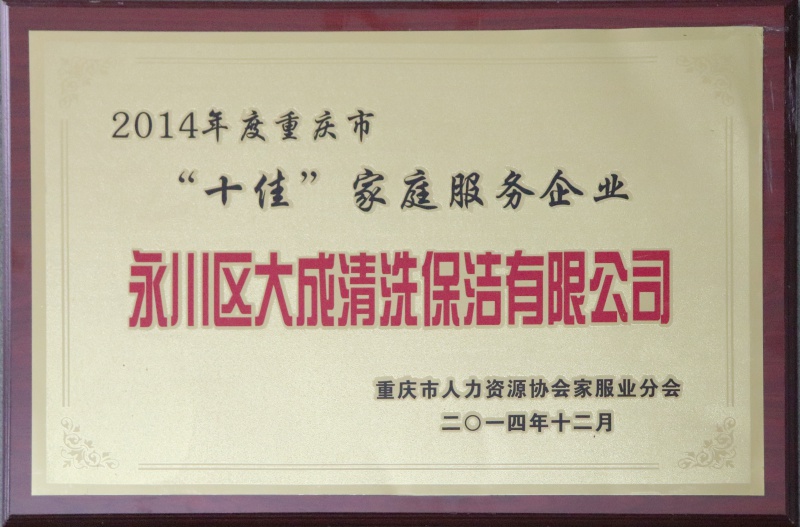 2014年度重庆市
“十佳”家庭服务企业
永川区大成清洗保洁有限公司
重庆市人力资源协会家服业分会
二〇一四年十二月